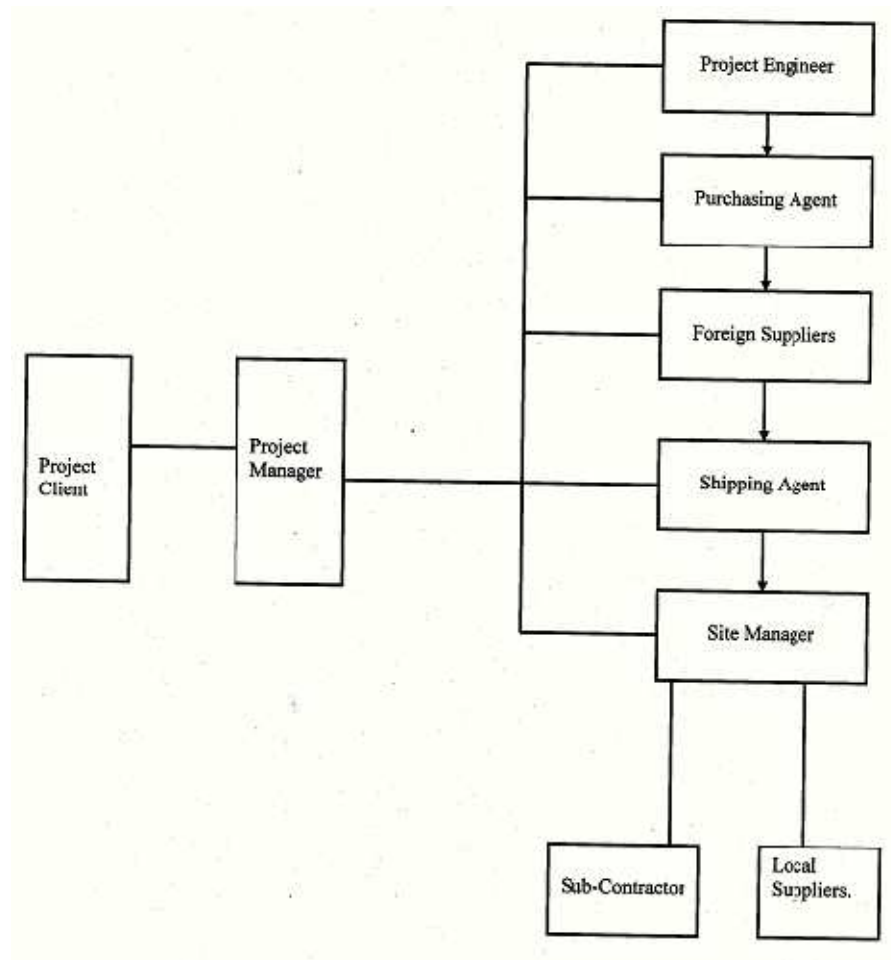 Project Engineer
Purchasing Agent
Foreign Suppliers
Project
Client
Project
Manager
Shipping Agent
Site Manager
Sub-Contractor
Local
Suppliers.